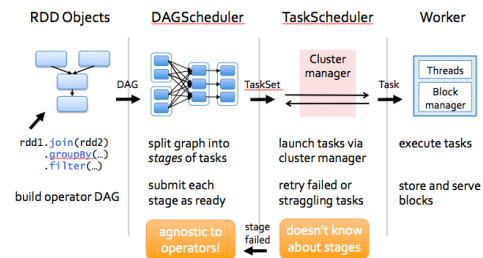 RDD Objects
DAGScheduler
TaskScheduler
Worker
DAG
TaskSet
Cluster
manager
Task
Threads
Block
manager
rdd1.join(rdd2)
.groupBy(…)
.filter(…)
build operator DAG
split graph into
stages of tasks
submit each
stage as ready
launch tasks via
cluster manager
retry failed or
straggling tasks
execute tasks
store and serve
blocks
agnostic to
operators!
stage
failed
doesn't know
about stages